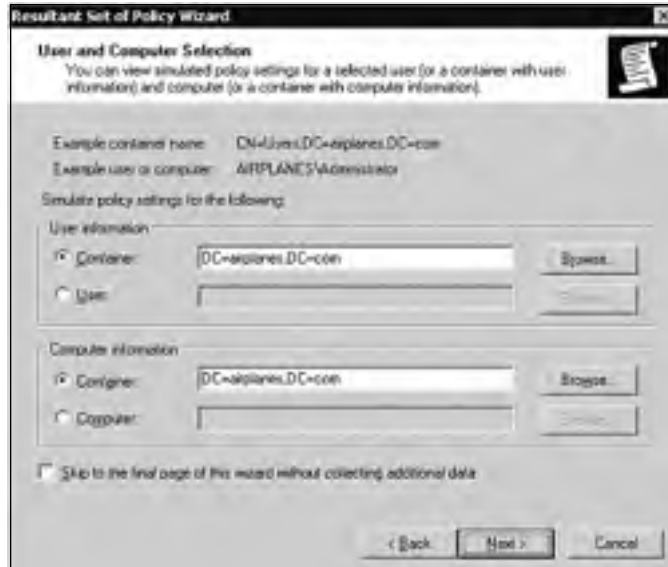 Resultant Set of Policy Wizard
User and Computer Selection
You can view simulated policy settings for a selected user (or a container with user
information) and computer (or a container with computer information).
Example container name: CN=Users,DC=airplanes,DC=com
Example user or computer: AIRPLANES\Administrator
Simulate policy settings for the following:
User information
Container: DC=airplanes,DC=com Browse...
User:
Computer information
Container: DC=airplanes,DC=com Browse...
Computer:
Skip to the final page of this wizard without collecting additional data
< Back Next > Cancel